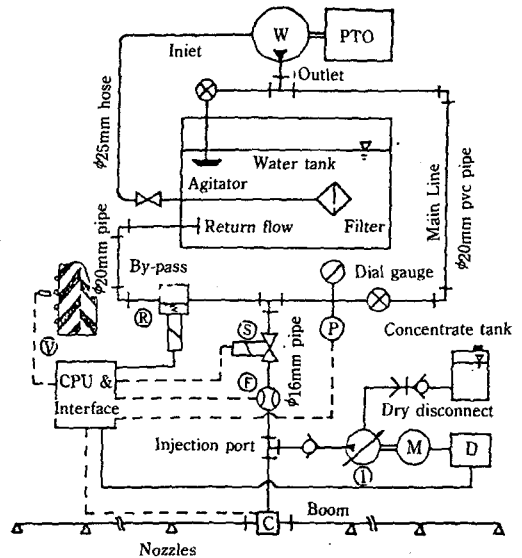 W
PTO
Iniet
Outlet
ϕ25mm hose
Water tank
Agitator
Return flow
Filter
Main Line
ϕ20mm pvc pipe
ϕ20mm pipe
By-pass
Dial gauge
R
S
P
Concentrate tank
V
CPU &
Interface
F
ϕ16mm pipe
Dry disconnect
Injection port
M
D
I
Boom
C
Nozzles